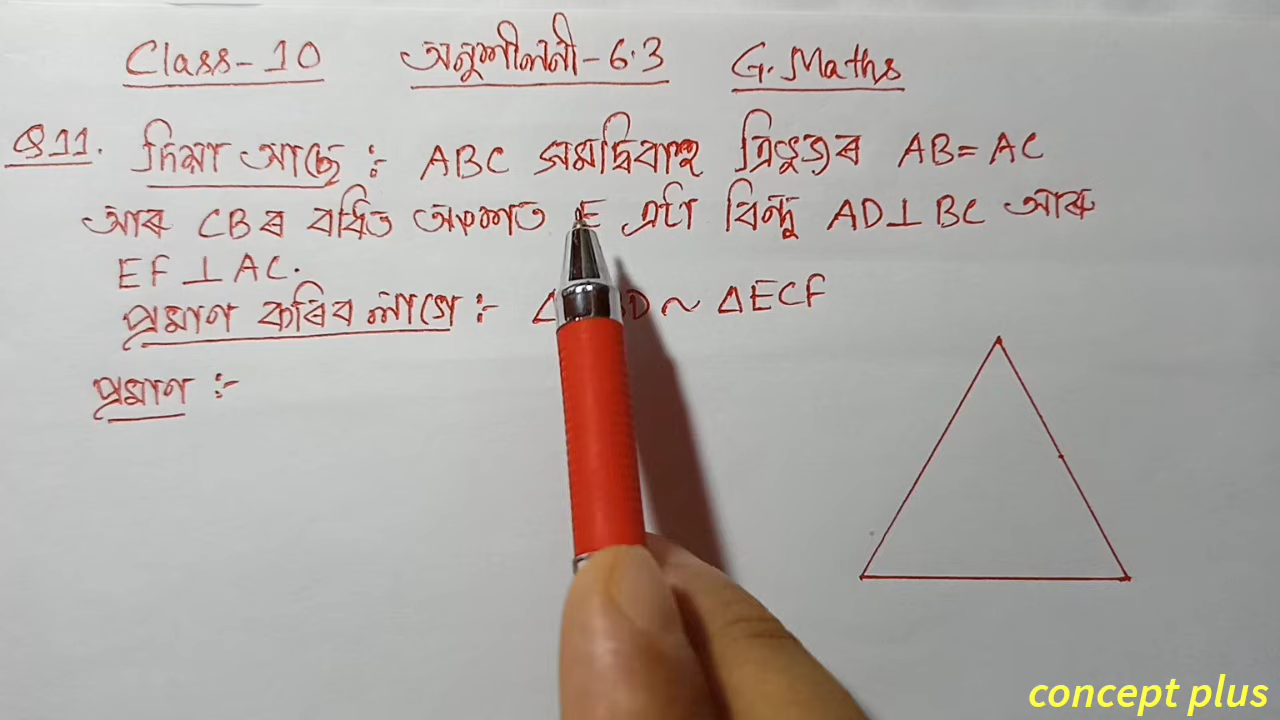 Class-10 অনুশীলনী-6.3 G. Maths
Q11. দিয়া আছে :- ABC সমদ্বিবাহু ত্ৰিভুজৰ AB=AC
আৰু CBৰ বৰ্ধিত অংশত E এটা বিন্দু AD⊥BC আৰু
EF⊥AC.
প্ৰমাণ কৰিব লাগে :- Δ D ~ ΔECF
প্ৰমাণ :-
concept plus